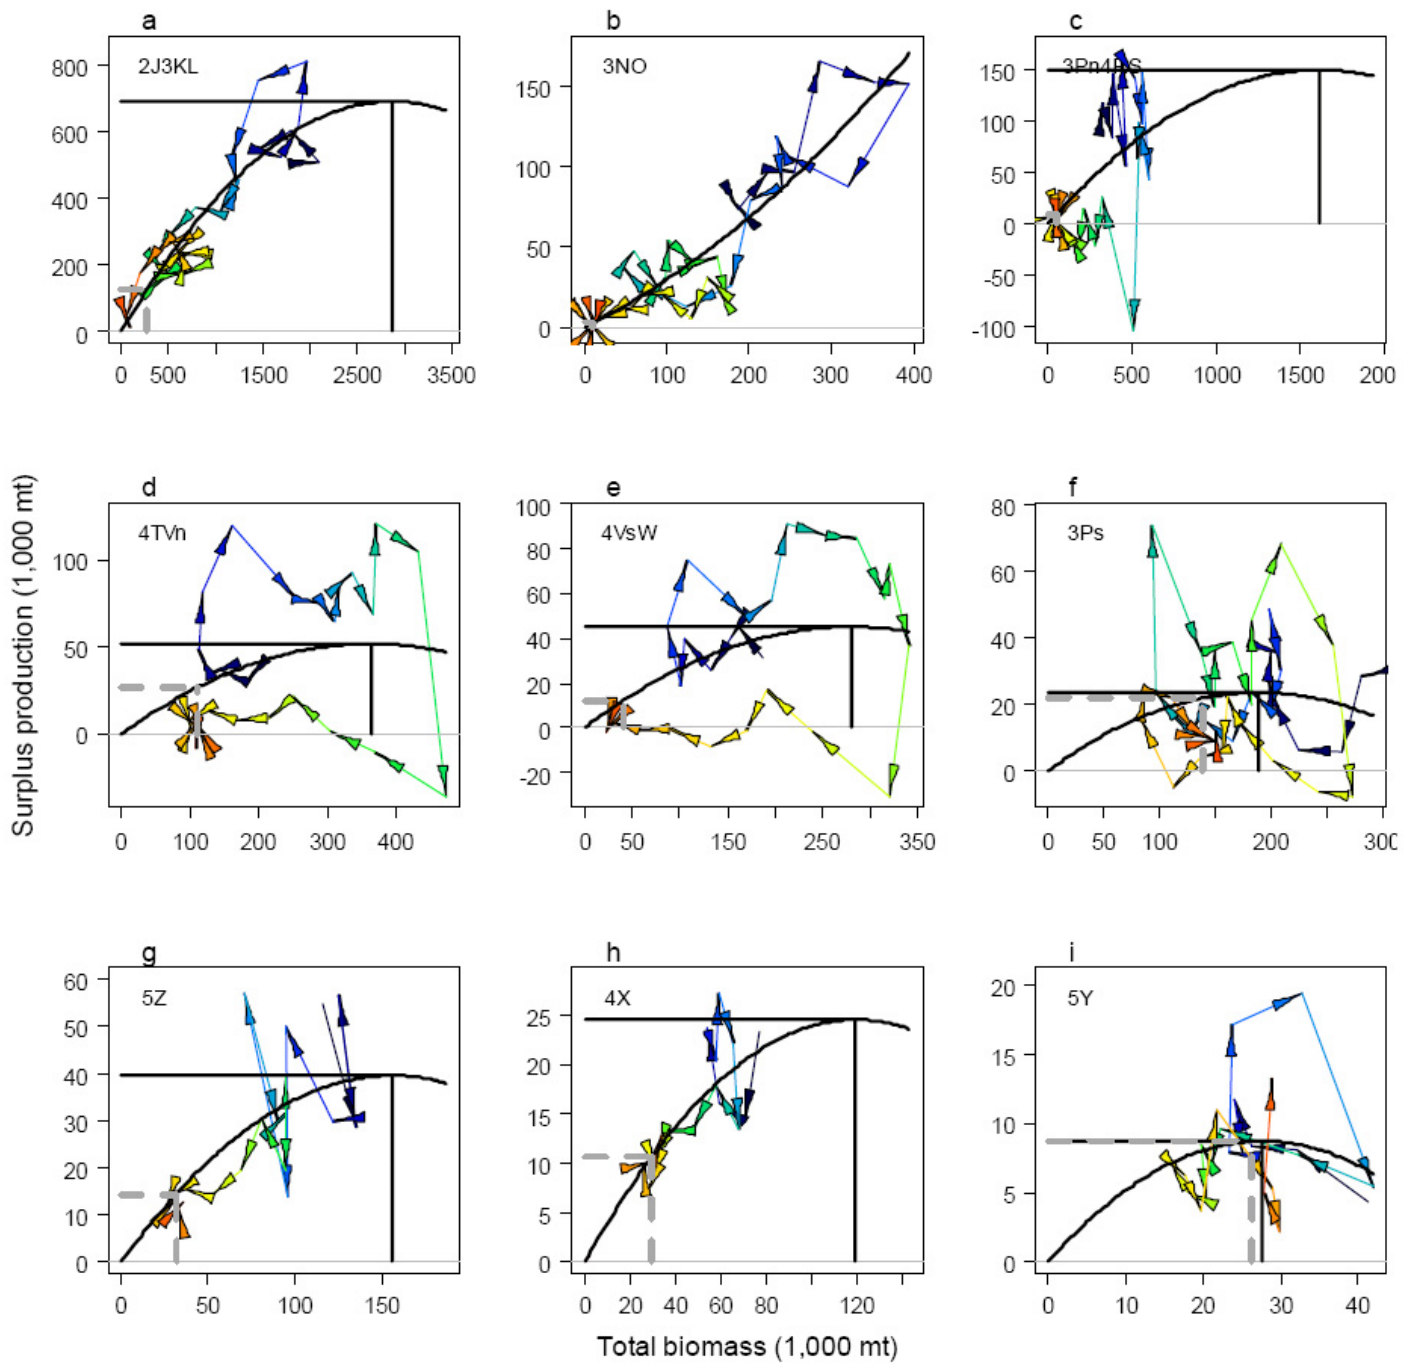 a
b
c
2J3KL
3NO
3Pn4RS
800
600
400
200
0
150
100
50
0
150
100
50
0
-50
-100
0 500 1500 2500 3500
0 100 200 300 400
0 500 1000 1500 200
d
e
f
4TVn
4VsW
3Ps
100
50
0
100
80
60
40
20
0
-20
80
60
40
20
0
0 100 200 300 400
0 50 150 250 350
0 50 100 200 300
Surplus production (1,000 mt)
g
h
i
5Z
4X
5Y
60
50
40
30
20
10
0
25
20
15
10
5
0
20
15
10
5
0
0 50 100 150
0 20 40 60 80 120
0 10 20 30 40
Total biomass (1,000 mt)